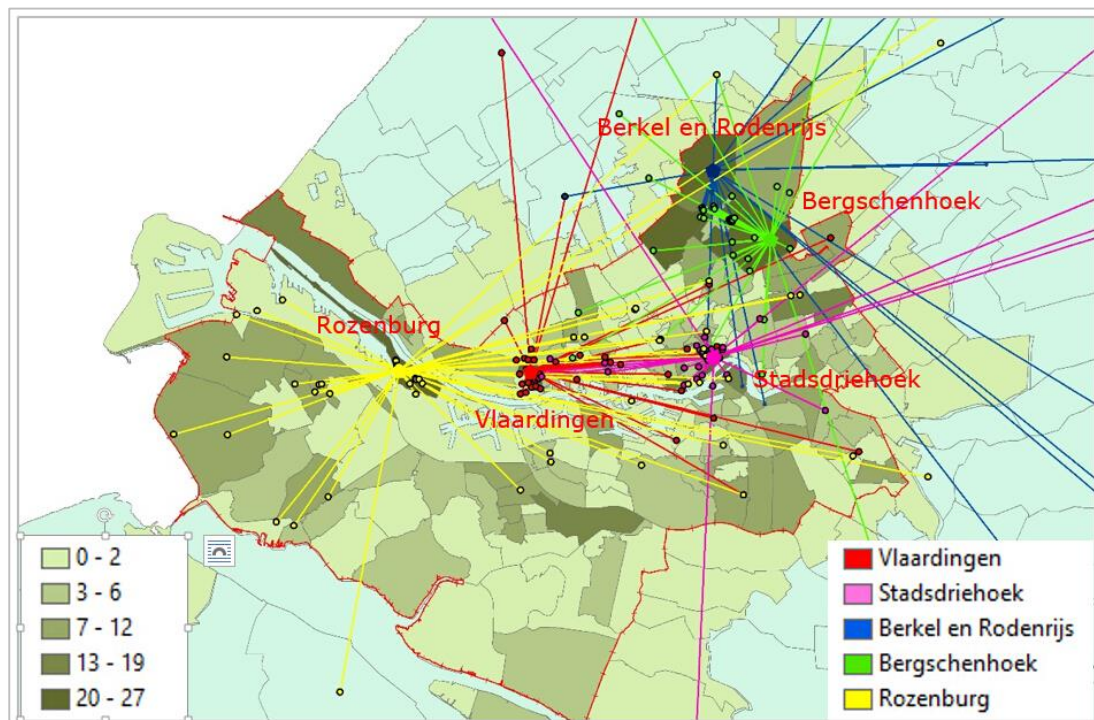 Berkel en Rodenrijs
Bergschenhoek
Rozenburg
Stadsdriehoek
Vlaardingen
0 - 2
3 - 6
7 - 12
13 - 19
20 - 27
Vlaardingen
Stadsdriehoek
Berkel en Rodenrijs
Bergschenhoek
Rozenburg